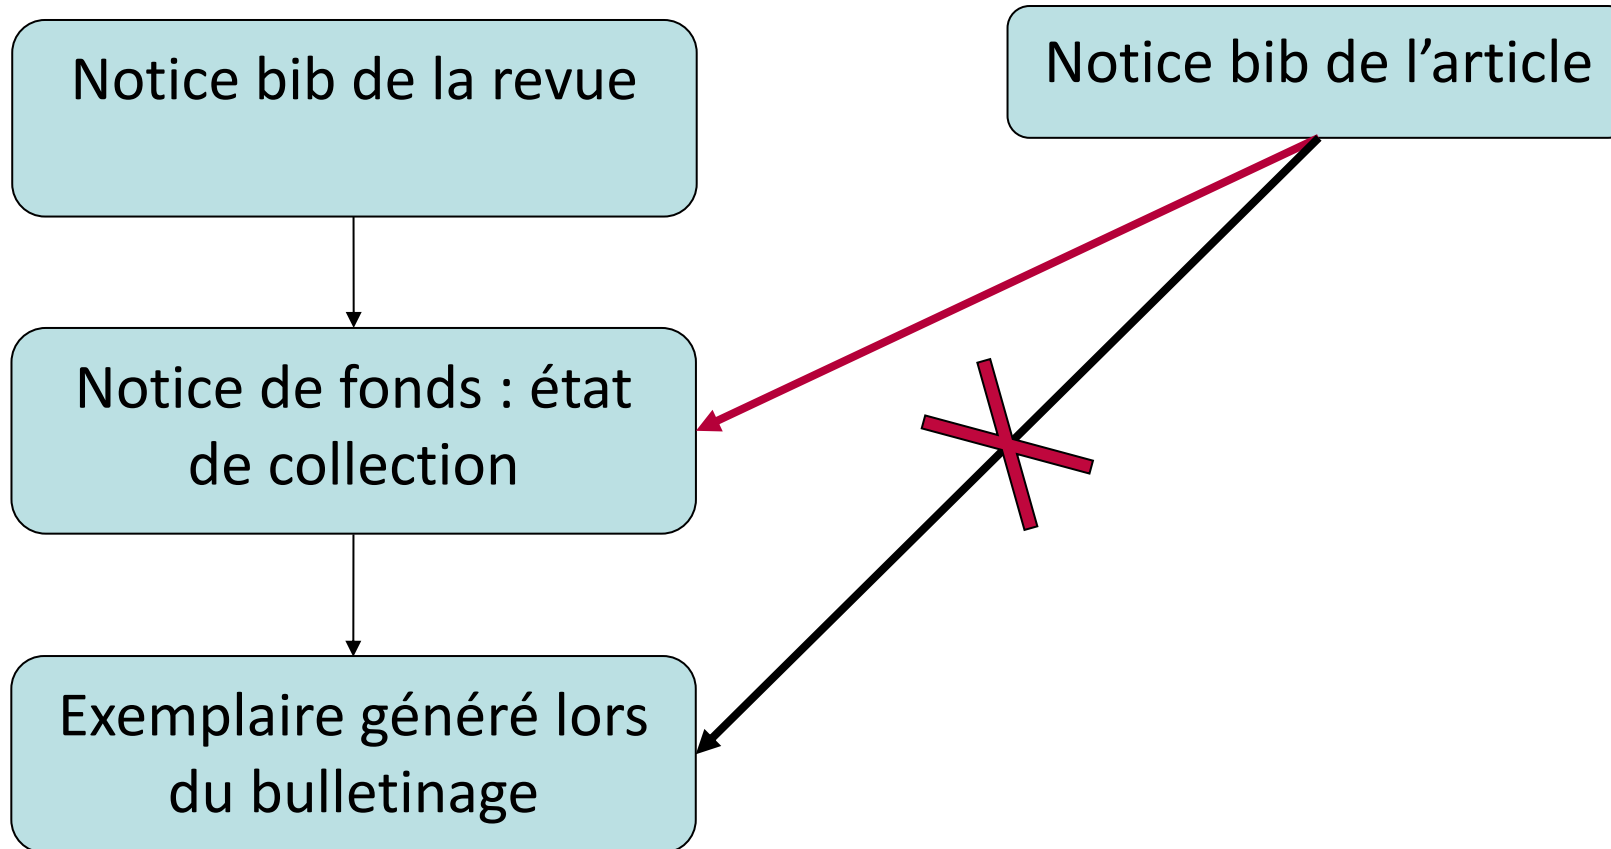 Notice bib de la revue
Notice bib de l’article
Notice de fonds : état
de collection
Exemplaire généré lors
du bulletinage